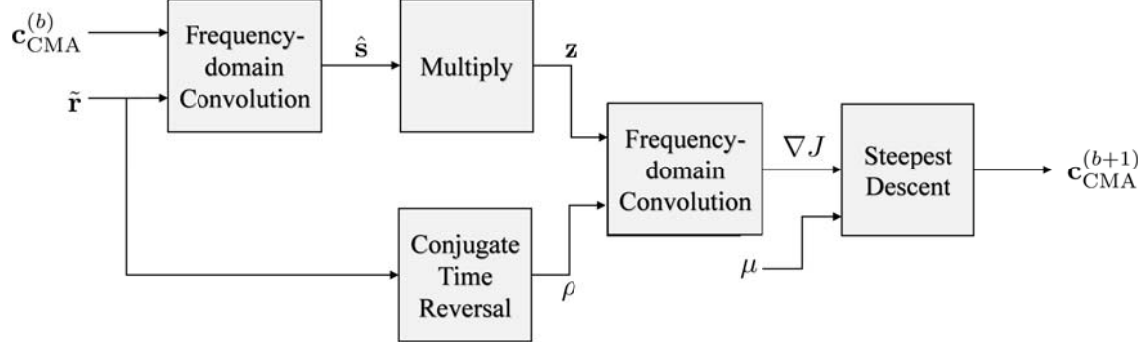 c_CMA^(b)
r̃
Frequency-
domain
Convolution
ŝ
Multiply
z
Conjugate
Time
Reversal
ρ
Frequency-
domain
Convolution
∇J
μ
Steepest
Descent
c_CMA^(b+1)